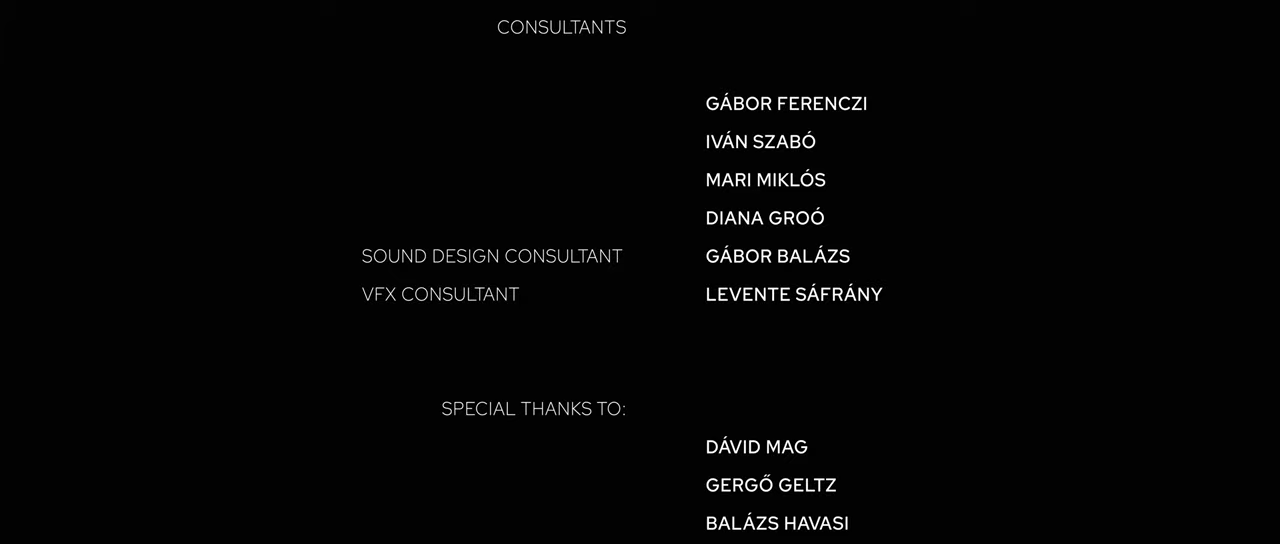 CONSULTANTS
GÁBOR FERENCZI
IVÁN SZABÓ
MARI MIKLÓS
DIANA GROÓ
SOUND DESIGN CONSULTANT GÁBOR BALÁZS
VFX CONSULTANT LEVENTE SÁFRÁNY
SPECIAL THANKS TO:
DÁVID MAG
GERGŐ GELTZ
BALÁZS HAVASI